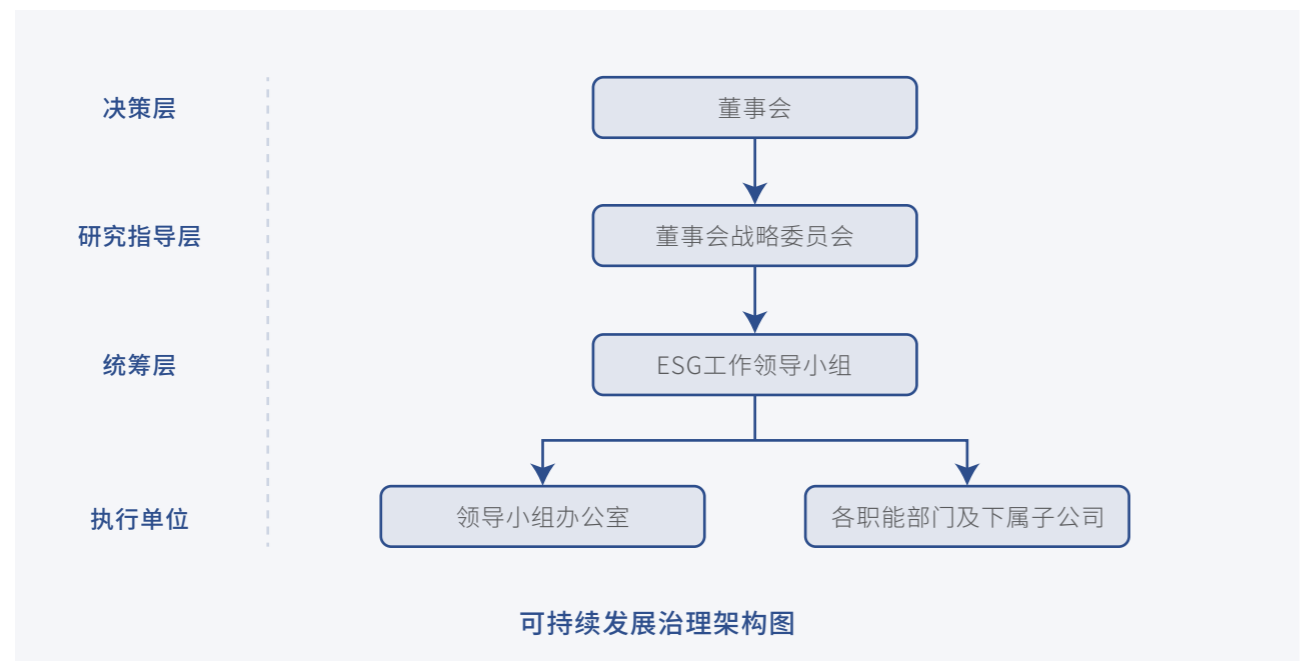 决策层
董事会
研究指导层
董事会战略委员会
统筹层
ESG工作领导小组
执行单位
领导小组办公室
各职能部门及下属子公司
可持续发展治理架构图